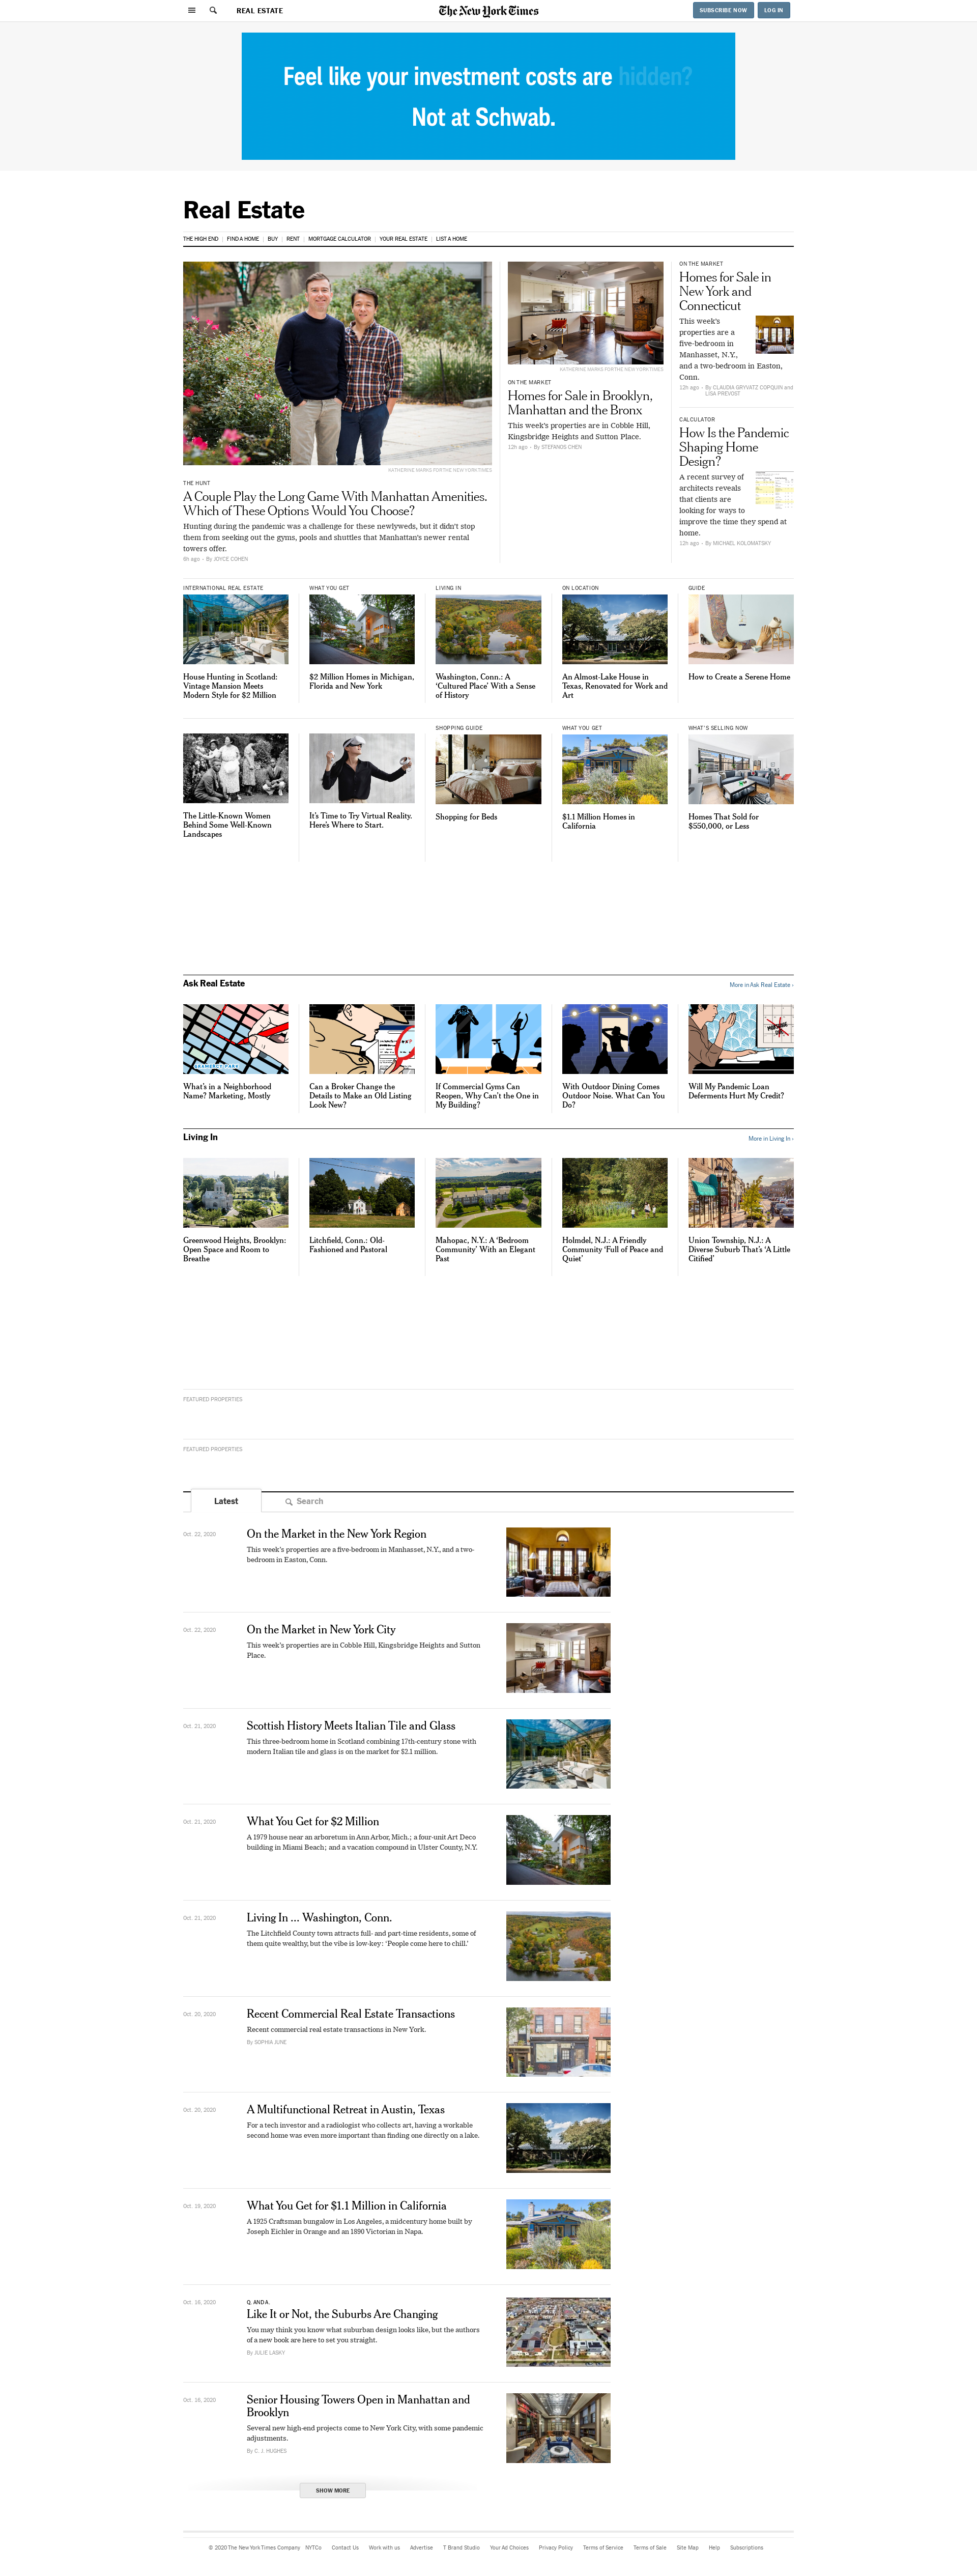 REAL ESTATE
The New York Times
SUBSCRIBE NOW
LOG IN
Feel like your investment costs are hidden?
Not at Schwab.
Real Estate
THE HIGH END | FIND A HOME | BUY | RENT | MORTGAGE CALCULATOR | YOUR REAL ESTATE | LIST A HOME
KATHERINE MARKS FOR THE NEW YORK TIMES
THE HUNT
A Couple Play the Long Game With Manhattan Amenities.
Which of These Options Would You Choose?
Hunting during the pandemic was a challenge for these newlyweds, but it didn't stop
them from seeking out the gyms, pools and shuttles that Manhattan's newer rental
towers offer.
6h ago - By JOYCE COHEN
KATHERINE MARKS FOR THE NEW YORK TIMES
ON THE MARKET
Homes for Sale in Brooklyn,
Manhattan and the Bronx
This week's properties are in Cobble Hill,
Kingsbridge Heights and Sutton Place.
12h ago - By STEFANOS CHEN
ON THE MARKET
Homes for Sale in
New York and
Connecticut
This week's
properties are a
five-bedroom in
Manhasset, N.Y.,
and a two-bedroom in Easton,
Conn.
12h ago - By CLAUDIA GRYVATZ COPQUIN and
LISA PREVOST
CALCULATOR
How Is the Pandemic
Shaping Home
Design?
A recent survey of
architects reveals
that clients are
looking for ways to
improve the time they spend at
home.
12h ago - By MICHAEL KOLOMATSKY
INTERNATIONAL REAL ESTATE
House Hunting in Scotland:
Vintage Mansion Meets
Modern Style for $2 Million
WHAT YOU GET
$2 Million Homes in Michigan,
Florida and New York
LIVING IN
Washington, Conn.: A
‘Cultured Place’ With a Sense
of History
ON LOCATION
An Almost-Lake House in
Texas, Renovated for Work and
Art
GUIDE
How to Create a Serene Home
The Little-Known Women
Behind Some Well-Known
Landscapes
It's Time to Try Virtual Reality.
Here's Where to Start.
SHOPPING GUIDE
Shopping for Beds
WHAT YOU GET
$1.1 Million Homes in
California
WHAT'S SELLING NOW
Homes That Sold for
$550,000, or Less
Ask Real Estate
More in Ask Real Estate ›
GRAMERCY PARK
What's in a Neighborhood
Name? Marketing, Mostly
Can a Broker Change the
Details to Make an Old Listing
Look New?
If Commercial Gyms Can
Reopen, Why Can't the One in
My Building?
With Outdoor Dining Comes
Outdoor Noise. What Can You
Do?
Will My Pandemic Loan
Deferments Hurt My Credit?
Living In
More in Living In ›
Greenwood Heights, Brooklyn:
Open Space and Room to
Breathe
Litchfield, Conn.: Old-
Fashioned and Pastoral
Mahopac, N.Y.: A ‘Bedroom
Community’ With an Elegant
Past
Holmdel, N.J.: A Friendly
Community ‘Full of Peace and
Quiet’
Union Township, N.J.: A
Diverse Suburb That's ‘A Little
Citified’
FEATURED PROPERTIES
FEATURED PROPERTIES
Latest
Search
Oct. 22, 2020
On the Market in the New York Region
This week's properties are a five-bedroom in Manhasset, N.Y., and a two-
bedroom in Easton, Conn.
Oct. 22, 2020
On the Market in New York City
This week's properties are in Cobble Hill, Kingsbridge Heights and Sutton
Place.
Oct. 21, 2020
Scottish History Meets Italian Tile and Glass
This three-bedroom home in Scotland combining 17th-century stone with
modern Italian tile and glass is on the market for $2.1 million.
Oct. 21, 2020
What You Get for $2 Million
A 1979 house near an arboretum in Ann Arbor, Mich.; a four-unit Art Deco
building in Miami Beach; and a vacation compound in Ulster County, N.Y.
Oct. 21, 2020
Living In ... Washington, Conn.
The Litchfield County town attracts full- and part-time residents, some of
them quite wealthy, but the vibe is low-key: ‘People come here to chill.’
Oct. 20, 2020
Recent Commercial Real Estate Transactions
Recent commercial real estate transactions in New York.
By SOPHIA JUNE
Oct. 20, 2020
A Multifunctional Retreat in Austin, Texas
For a tech investor and a radiologist who collects art, having a workable
second home was even more important than finding one directly on a lake.
Oct. 19, 2020
What You Get for $1.1 Million in California
A 1925 Craftsman bungalow in Los Angeles, a midcentury home built by
Joseph Eichler in Orange and an 1890 Victorian in Napa.
Oct. 16, 2020
Q. AND A.
Like It or Not, the Suburbs Are Changing
You may think you know what suburban design looks like, but the authors
of a new book are here to set you straight.
By JULIE LASKY
Oct. 16, 2020
Senior Housing Towers Open in Manhattan and
Brooklyn
Several new high-end projects come to New York City, with some pandemic
adjustments.
By C. J. HUGHES
SHOW MORE
© 2020 The New York Times Company NYTCo Contact Us Work with us Advertise T Brand Studio Your Ad Choices Privacy Policy Terms of Service Terms of Sale Site Map Help Subscriptions